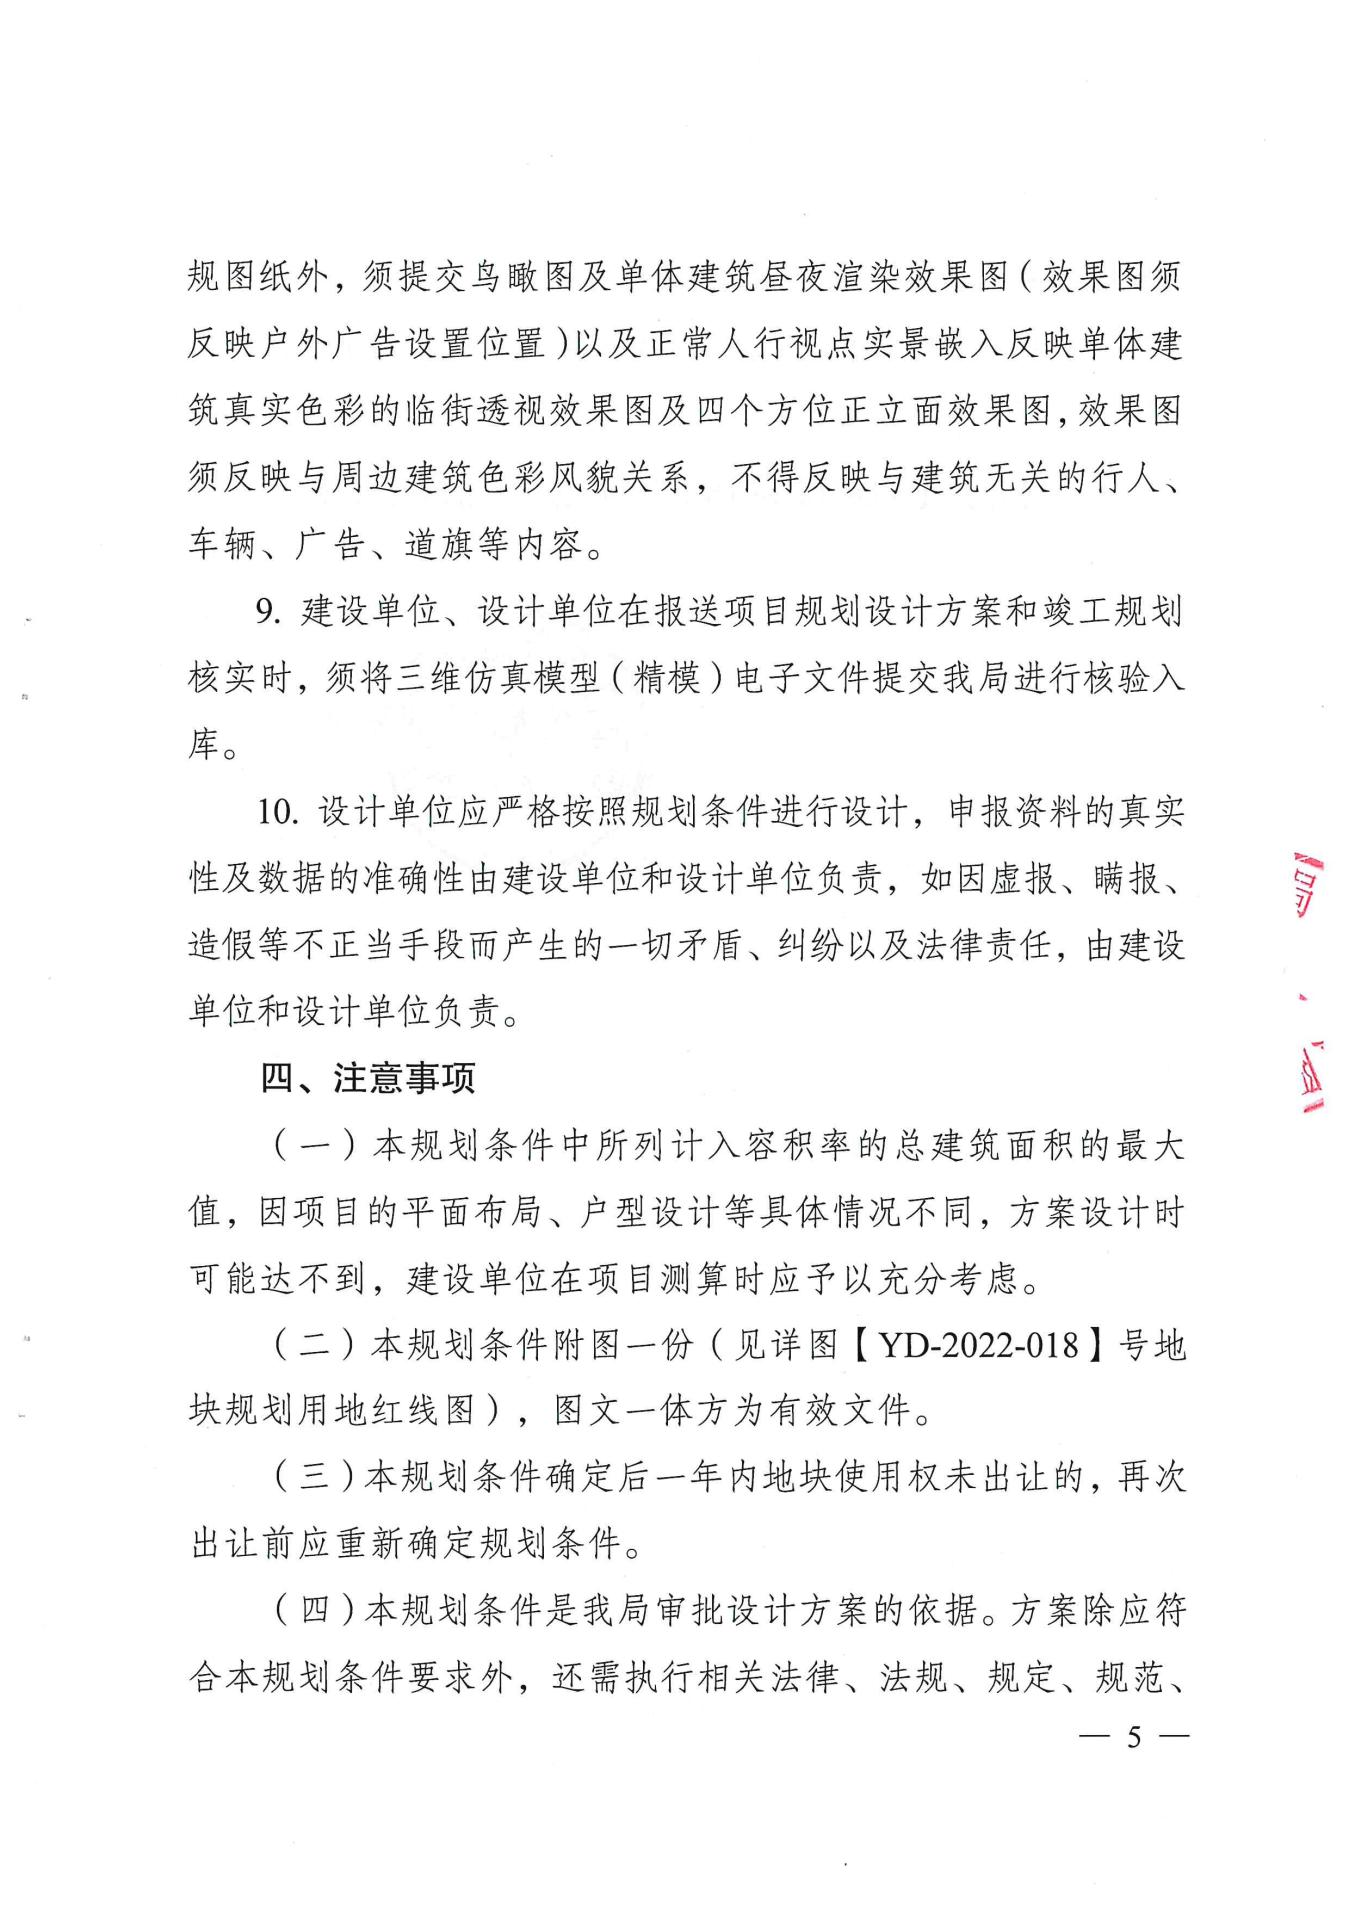 规图纸外，须提交鸟瞰图及单体建筑昼夜渲染效果图（效果图须
反映户外广告设置位置）以及正常人行视点实景嵌入反映单体建
筑真实色彩的临街透视效果图及四个方位正立面效果图，效果图
须反映与周边建筑色彩风貌关系，不得反映与建筑无关的行人、
车辆、广告、道旗等内容。
9. 建设单位、设计单位在报送项目规划设计方案和竣工规划
核实时，须将三维仿真模型（精模）电子文件提交我局进行核验入
库。
10. 设计单位应严格按照规划条件进行设计，申报资料的真实
性及数据的准确性由建设单位和设计单位负责，如因虚报、瞒报、
造假等不正当手段而产生的一切矛盾、纠纷以及法律责任，由建设
单位和设计单位负责。
四、注意事项
（一）本规划条件中所列计入容积率的总建筑面积的最大
值，因项目的平面布局、户型设计等具体情况不同，方案设计时
可能达不到，建设单位在项目测算时应予以充分考虑。
（二）本规划条件附图一份（见详图【YD-2022-018】号地
块规划用地红线图），图文一体方为有效文件。
（三）本规划条件确定后一年内地块使用权未出让的，再次
出让前应重新确定规划条件。
（四）本规划条件是我局审批设计方案的依据。方案除应符
合本规划条件要求外，还需执行相关法律、法规、规定、规范、
— 5 —